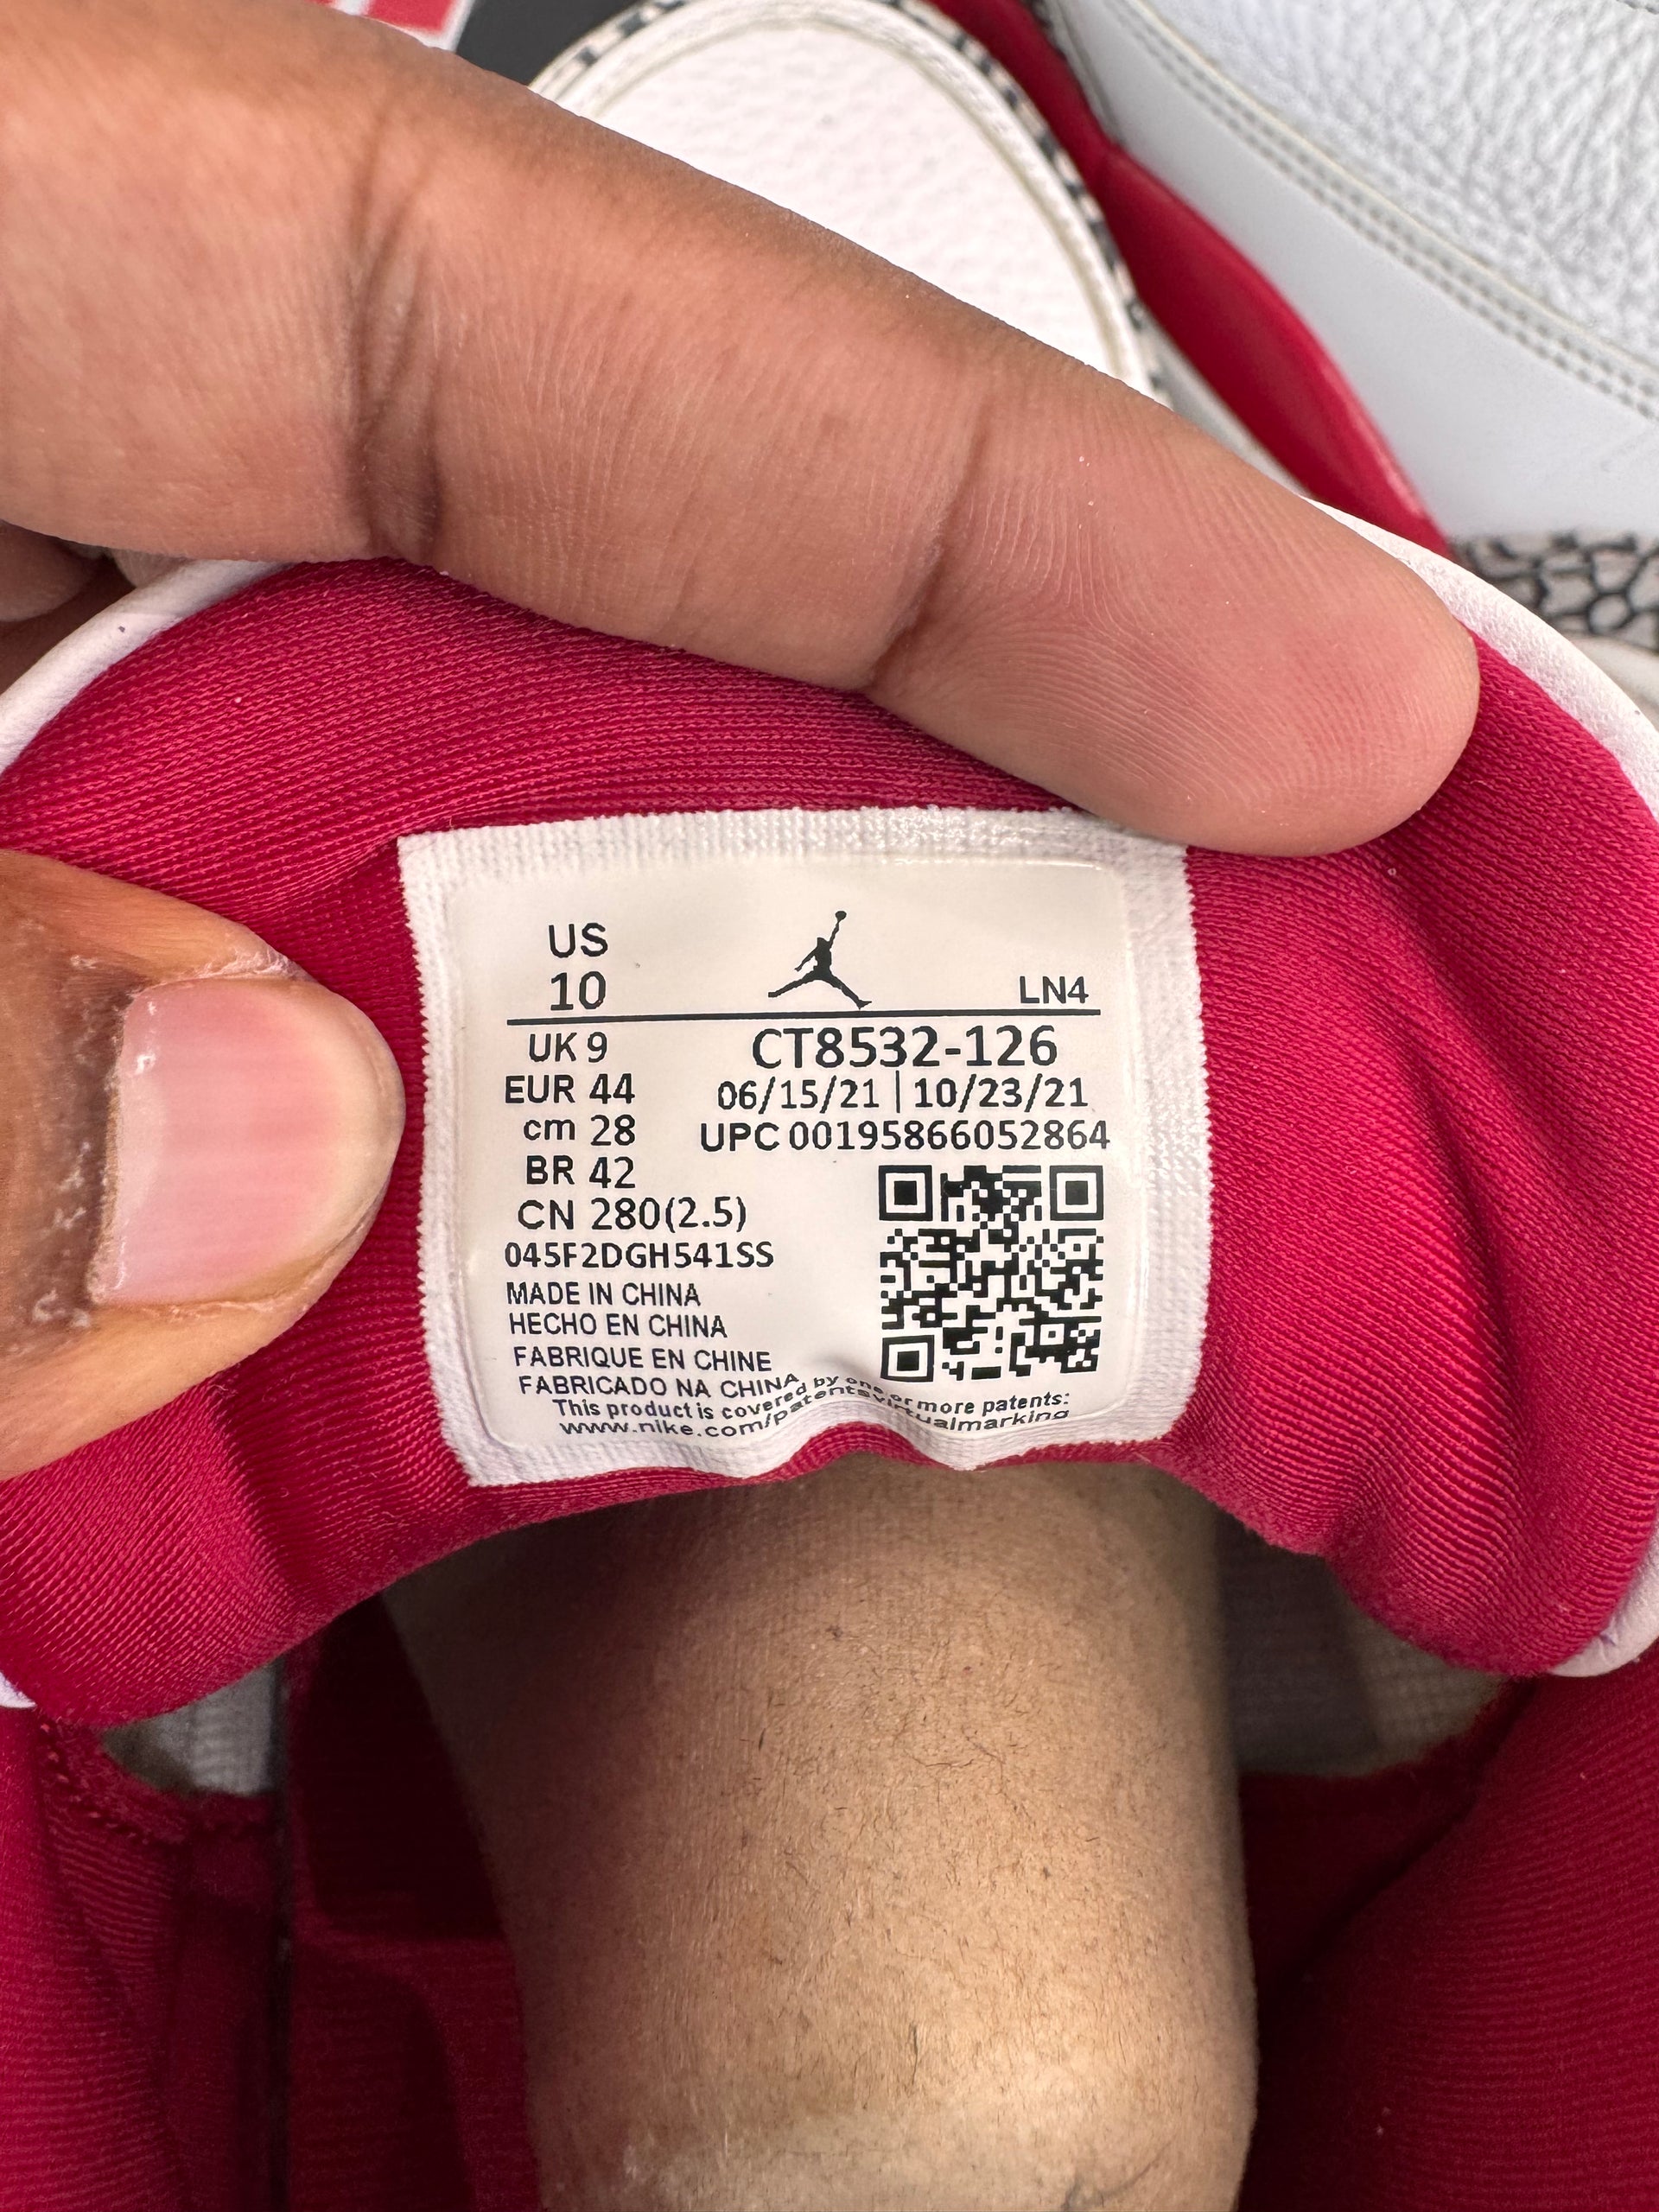 US
10
LN4
UK 9
CT8532-126
EUR 44
06/15/21 | 10/23/21
cm 28
UPC 00195866052864
BR 42
CN 280(2.5)
045F2DGH541SS
MADE IN CHINA
HECHO EN CHINA
FABRIQUE EN CHINE
FABRICADO NA CHINA
This product is covered by one or more patents:
www.nike.com/patentsvirtualmarking